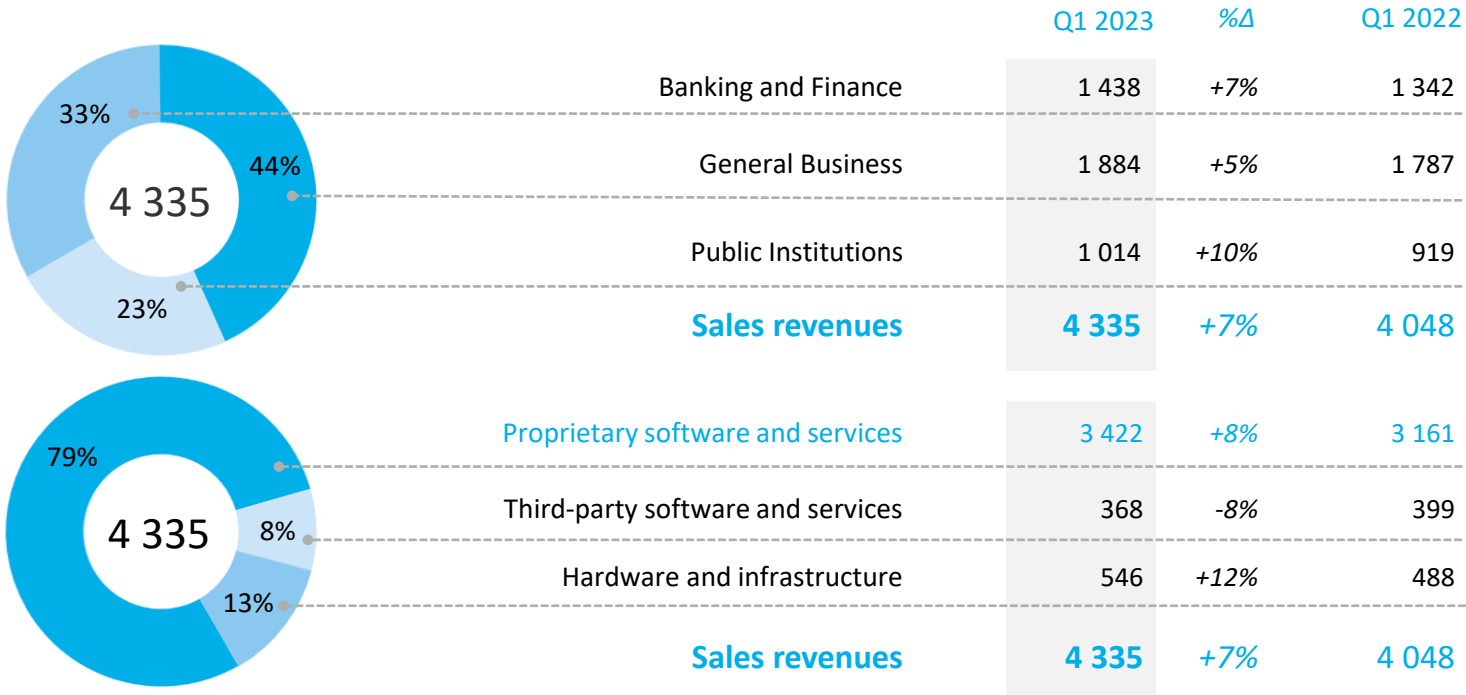 Q1 2023 %Δ Q1 2022
Banking and Finance 1 438 +7% 1 342
33%
General Business 1 884 +5% 1 787
44%
4 335
Public Institutions 1 014 +10% 919
23%
Sales revenues 4 335 +7% 4 048
Proprietary software and services 3 422 +8% 3 161
79%
Third-party software and services 368 -8% 399
4 335
8%
Hardware and infrastructure 546 +12% 488
13%
Sales revenues 4 335 +7% 4 048